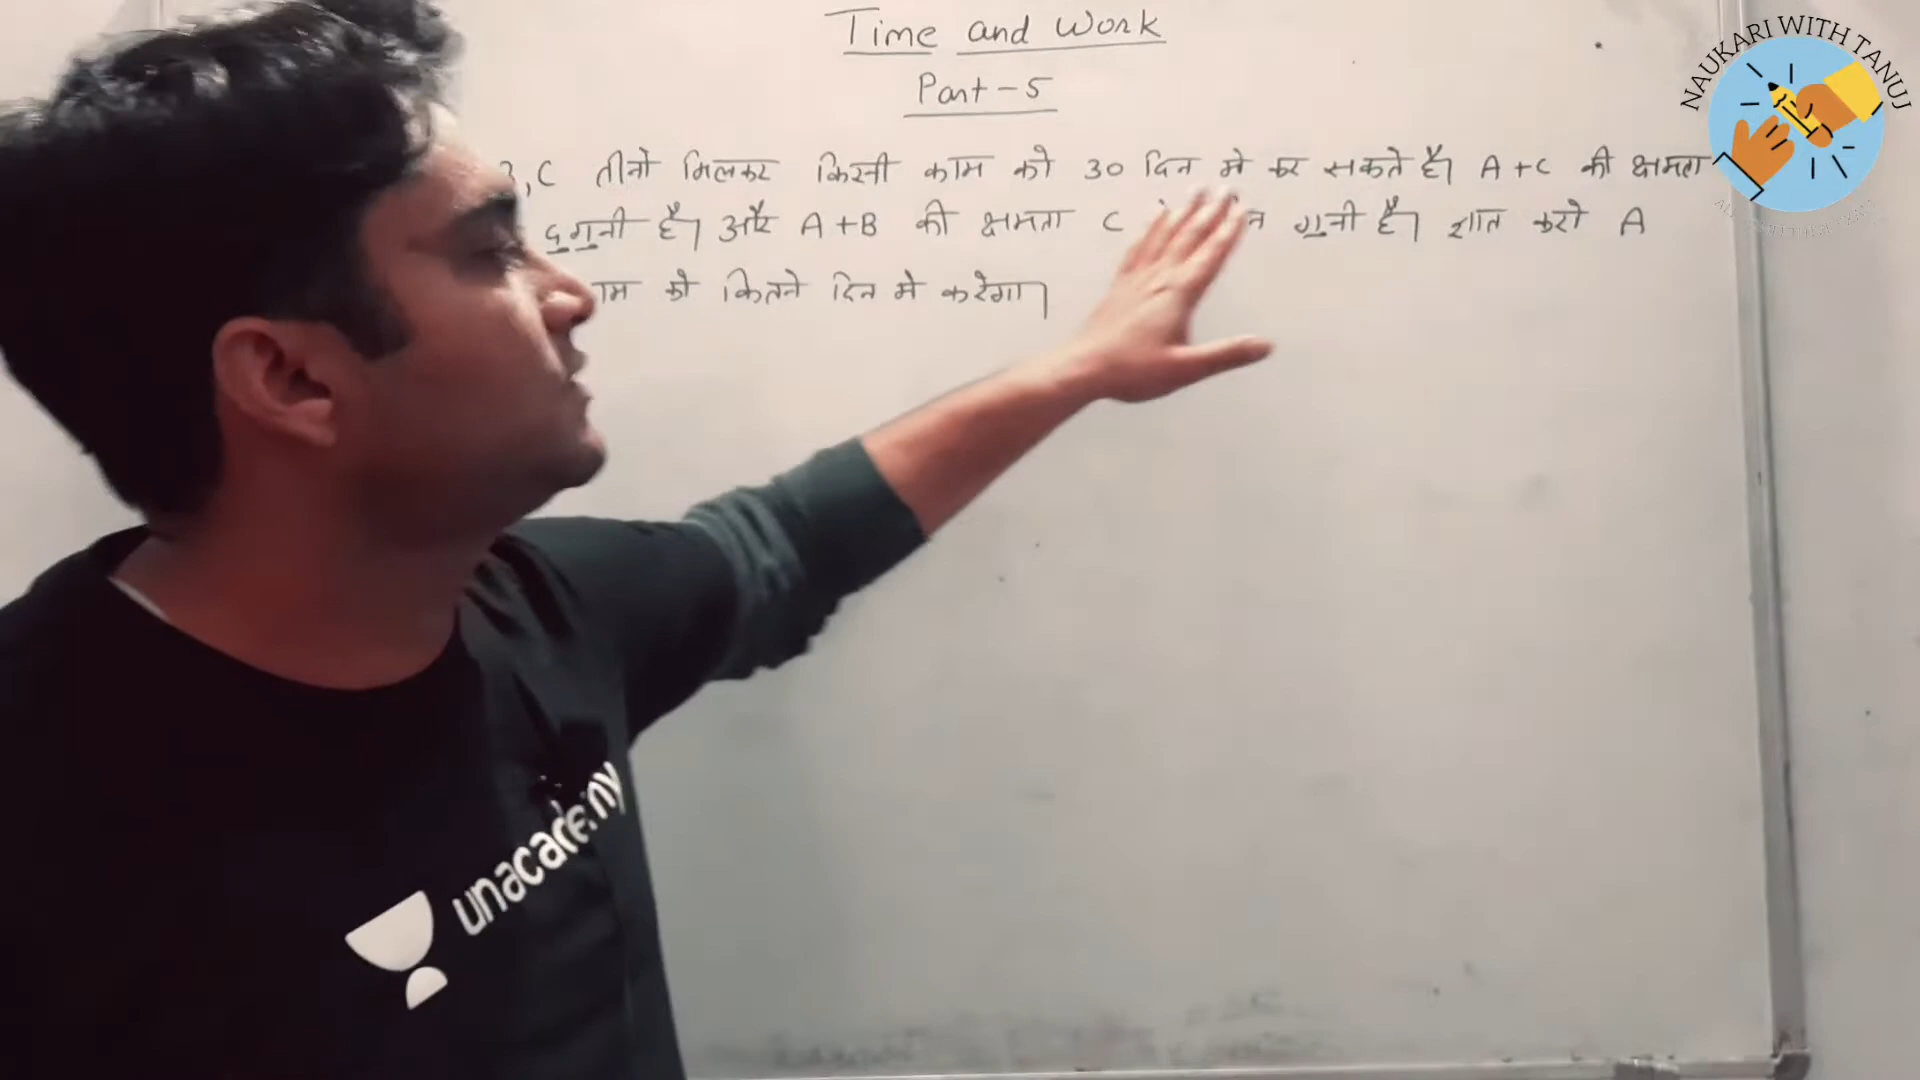 Time and Work
Part - 5
,C तीनो मिलकर किसी काम को 30 दिन मे कर सकते है। A+C की क्षमता
दुगुनी है। और A+B की क्षमता C गुनी है। ज्ञात करो A
को कितने दिन मे करेगा।
NAUKARI WITH TANUJ
unacademy